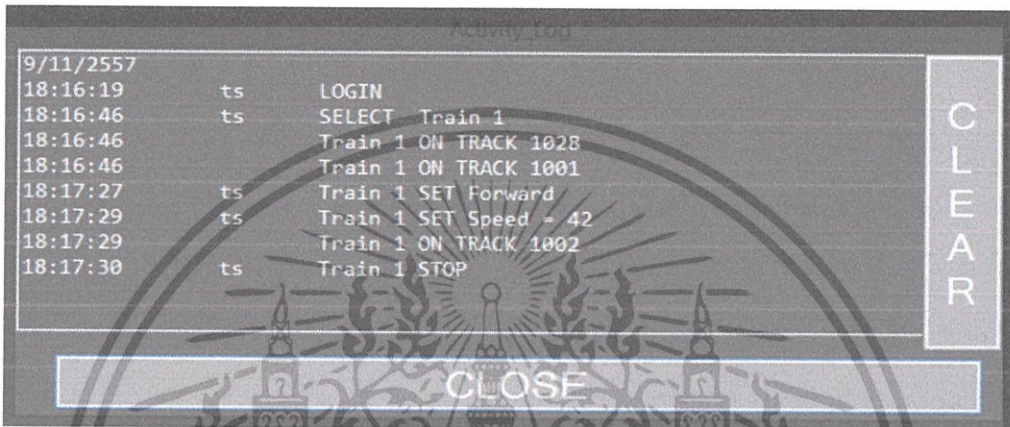 Activity_Log
9/11/2557
18:16:19 ts LOGIN
18:16:46 ts SELECT Train 1
18:16:46 Train 1 ON TRACK 1028
18:16:46 Train 1 ON TRACK 1001
18:17:27 ts Train 1 SET Forward
18:17:29 ts Train 1 SET Speed = 42
18:17:29 Train 1 ON TRACK 1002
18:17:30 ts Train 1 STOP
CLEAR
CLOSE